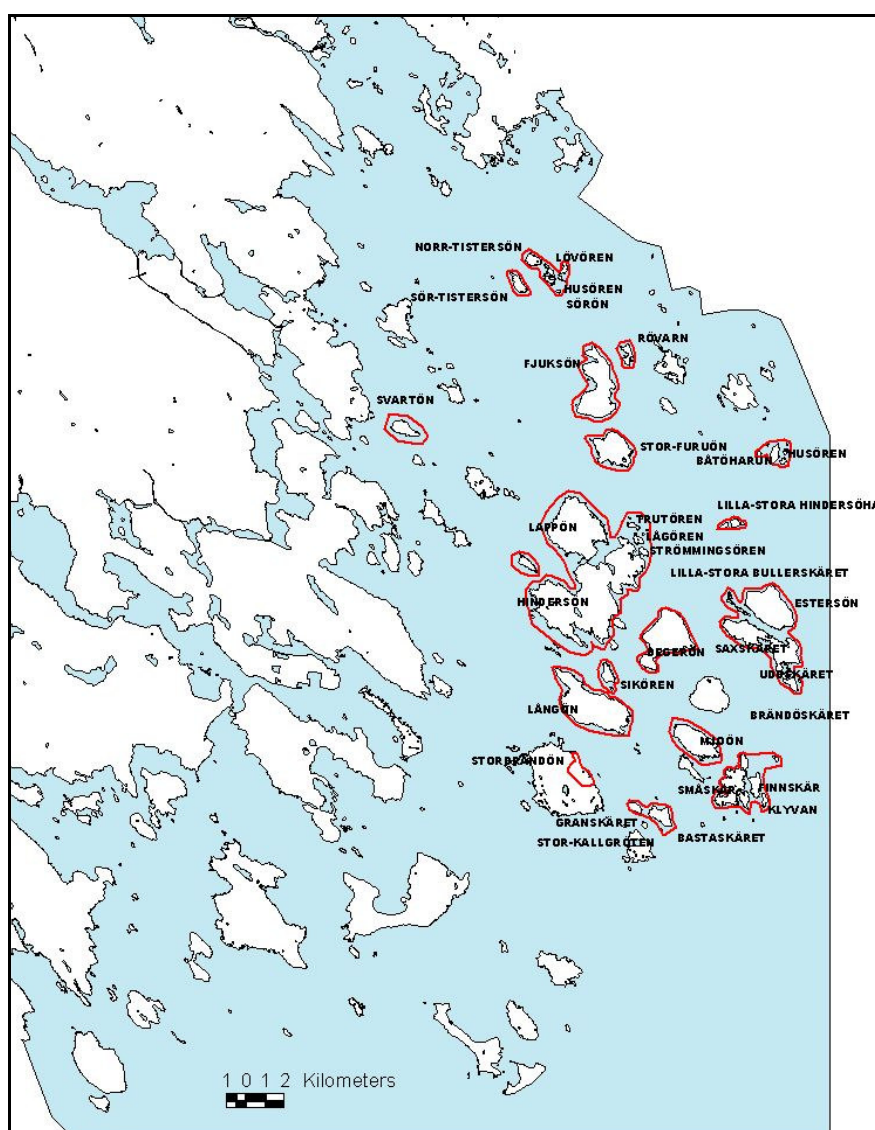 NORR-TISTERSÖN
LÖVÖREN
SÖR-TISTERSÖN
HUSÖREN
SÖRÖN
RÖVARN
FJUKSÖN
SVARTÖN
STOR-FURUÖN
BÅTÖHARUN
HUSÖREN
LILLA-STORA HINDERSÖHA
TRUTÖREN
LAPPÖN
LÅGÖREN
STRÖMMINGSÖREN
LILLA-STORA BULLERSKÄRET
HINDERSÖN
ESTERSÖN
SAXSKÄRET
DEGERÖN
UDDSKÄRET
SIKÖREN
LÅNGÖN
BRÄNDÖSKÄRET
MJOÖN
STORBRÄNDÖN
SMÅSKÄR
FINNSKÄR
KLYVAN
GRANSKÄRET
STOR-KALLGRÖTEN
BASTASKÄRET
1 0 1 2 Kilometers